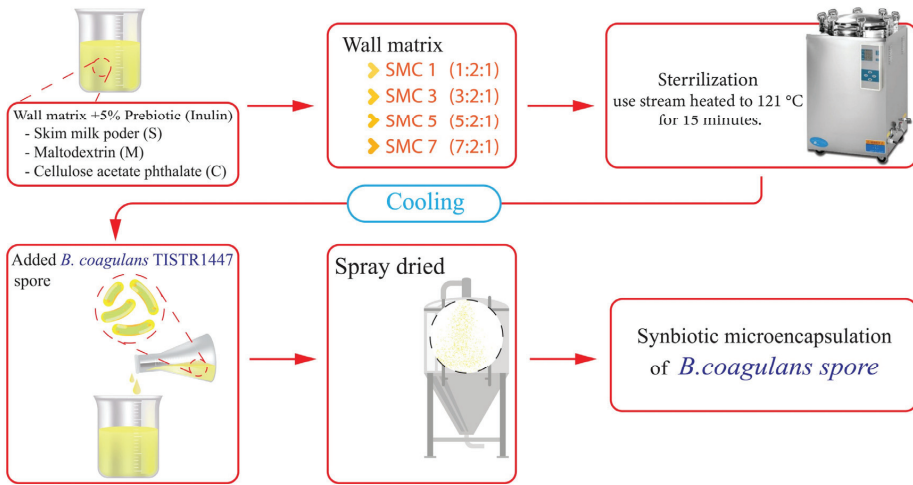 Wall matrix +5% Prebiotic (Inulin)
- Skim milk poder (S)
- Maltodextrin (M)
- Cellulose acetate phthalate (C)
Wall matrix
SMC 1 (1:2:1)
SMC 3 (3:2:1)
SMC 5 (5:2:1)
SMC 7 (7:2:1)
Sterrilization
use stream heated to 121 °C
for 15 minutes.
Cooling
Added B. coagulans TISTR1447
spore
Spray dried
Synbiotic microencapsulation
of B.coagulans spore